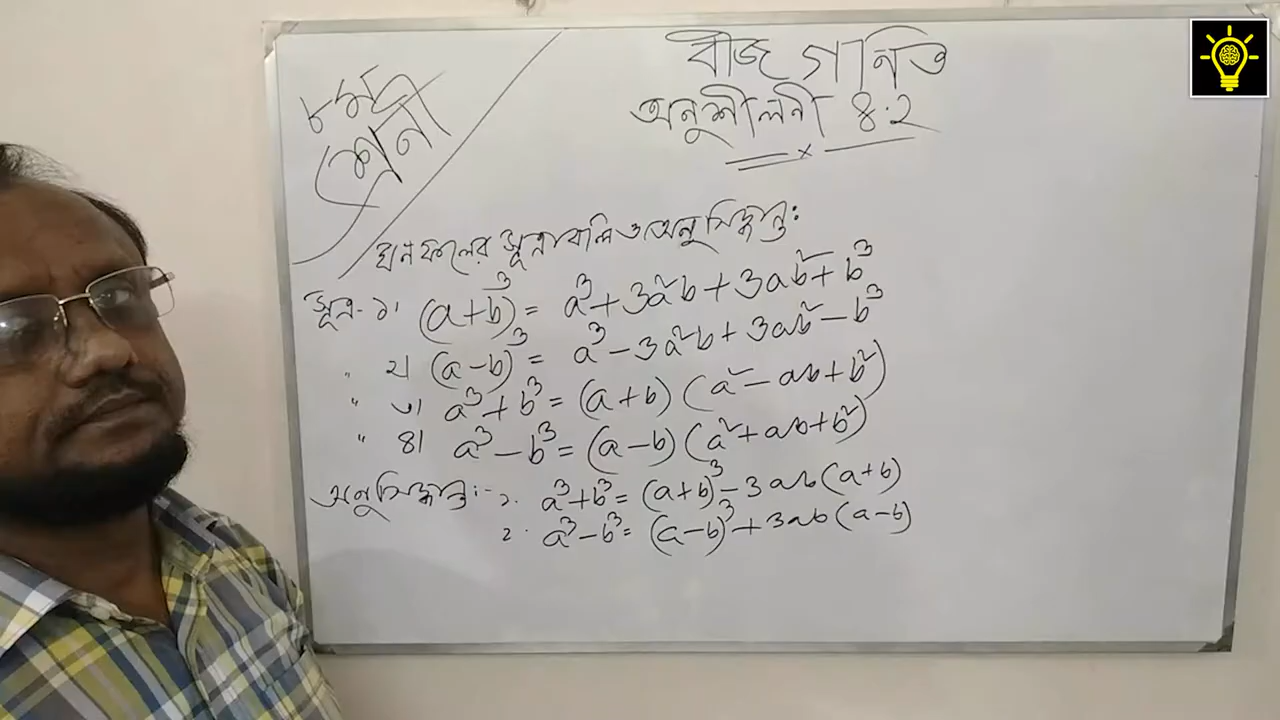 ৮ম
শ্রেনী
বীজ গনিত
অনুশীলনী ৪.২
ঘনফলের সূত্রাবলি ও অনুসিদ্ধান্ত:
সূত্র- ১। (a+b)³ = a³+3a²b+3ab²+b³
" ২। (a-b)³ = a³-3a²b+3ab²-b³
" ৩। a³+b³ = (a+b) (a²-ab+b²)
" ৪। a³-b³ = (a-b) (a²+ab+b²)
অনুসিদ্ধান্ত:- ১. a³+b³ = (a+b)³-3ab(a+b)
২. a³-b³ = (a-b)³+3ab(a-b)